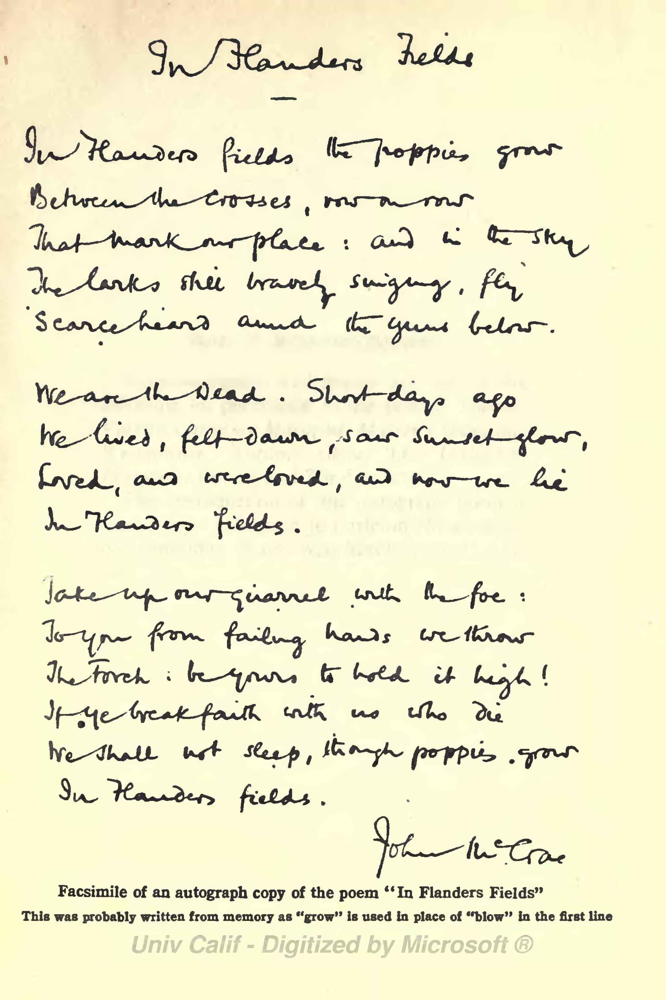 In Flanders Fields
In Flanders fields the poppies grow
Between the crosses, row on row
That mark our place : and in the sky
The larks still bravely singing, fly
Scarce heard amid the guns below.
We are the Dead. Short days ago
We lived, felt dawn, saw sunset glow,
Loved, and were loved, and now we lie
In Flanders fields.
Take up our quarrel with the foe :
To you from failing hands we throw
The Torch : be yours to hold it high!
If ye break faith with us who die
We shall not sleep, though poppies grow
In Flanders fields.
John McCrae
Facsimile of an autograph copy of the poem “In Flanders Fields”
This was probably written from memory as “grow” is used in place of “blow” in the first line
Univ Calif - Digitized by Microsoft ®